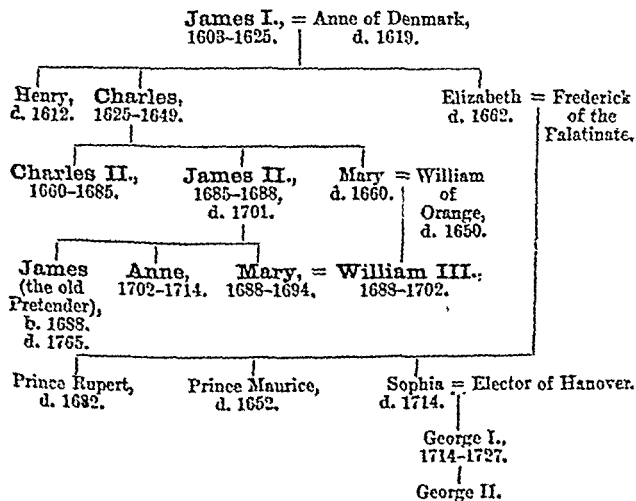 James I., = Anne of Denmark,
1603-1625. d. 1619.
Henry, Charles, Elizabeth = Frederick
d. 1612. 1625-1649. d. 1662. of the
Palatinate.
Charles II., James II., Mary = William
1660-1685. 1685-1688, d. 1660. of
d. 1701. Orange,
d. 1650.
James Anne, Mary, = William III.,
(the old 1702-1714. 1688-1694. 1688-1702.
Pretender),
b. 1688.
d. 1765.
Prince Rupert, Prince Maurice, Sophia = Elector of Hanover.
d. 1682. d. 1652. d. 1714.
George I.,
1714-1727.
George II.